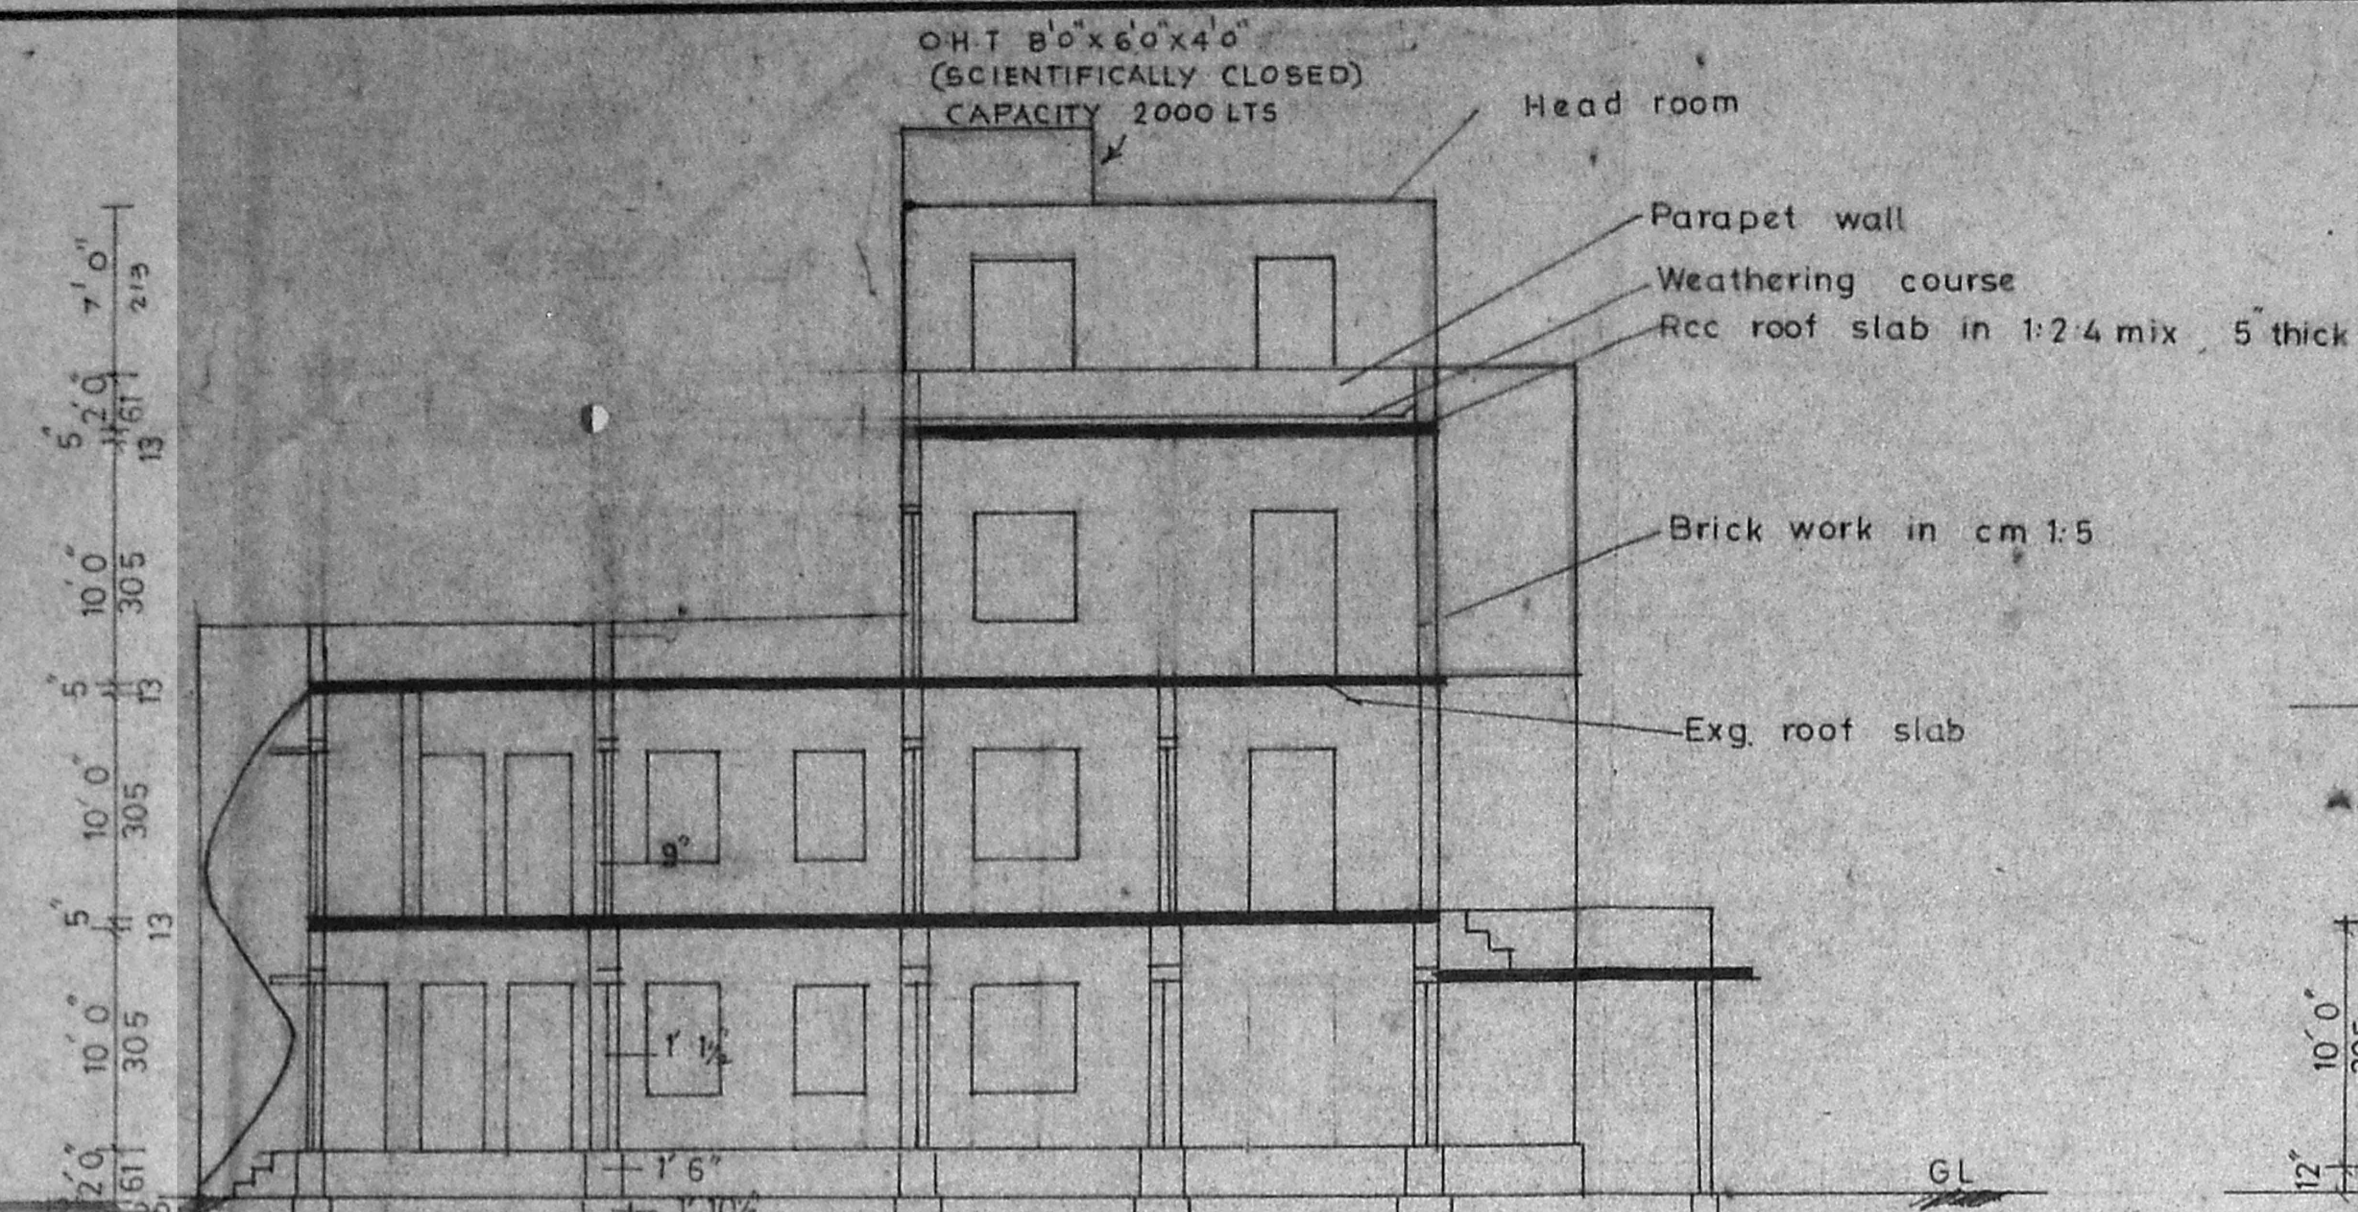 O.H.T 8'0"x6'0"x4'0"
(SCIENTIFICALLY CLOSED)
CAPACITY 2000 LTS
Head room
Parapet wall
Weathering course
Rcc roof slab in 1:2:4 mix 5" thick
Brick work in cm 1:5
Exg. roof slab
7'0"
213
2'0"
61
5"
13
10'0"
305
5"
13
10'0"
305
5"
13
10'0"
305
2'0"
61
9"
1' 1½"
1' 6"
1' 10½"
GL
10'0"
12"